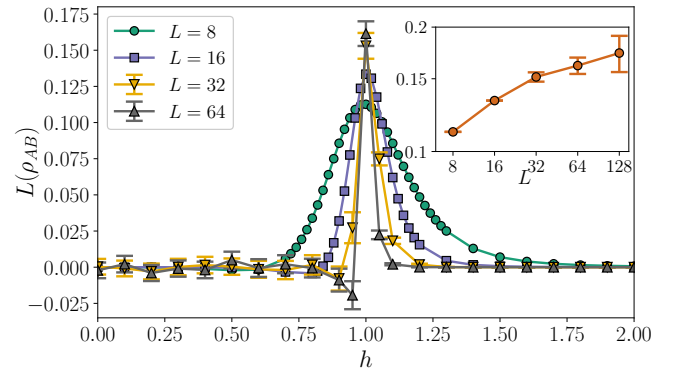 0.175
0.150
0.125
0.100
0.075
0.050
0.025
0.000
−0.025
L(ρ_AB)
L = 8
L = 16
L = 32
L = 64
0.2
0.15
0.1
8 16 32 64 128
L
0.00 0.25 0.50 0.75 1.00 1.25 1.50 1.75 2.00
h